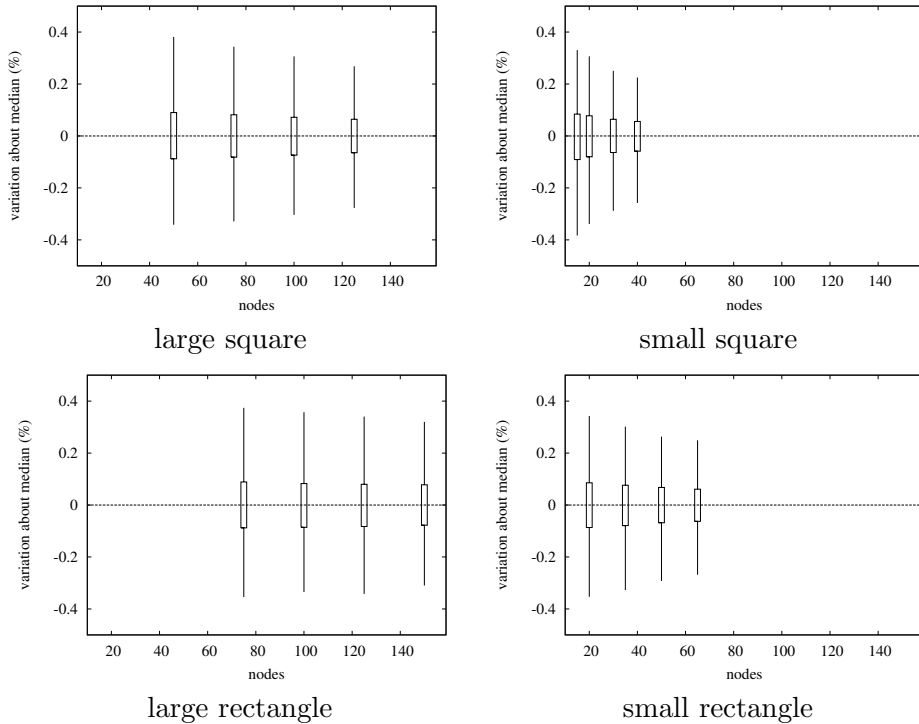 variation about median (%)
0.4
0.2
0
-0.2
-0.4
20 40 60 80 100 120 140
nodes
large square
variation about median (%)
0.4
0.2
0
-0.2
-0.4
20 40 60 80 100 120 140
nodes
small square
variation about median (%)
0.4
0.2
0
-0.2
-0.4
20 40 60 80 100 120 140
nodes
large rectangle
variation about median (%)
0.4
0.2
0
-0.2
-0.4
20 40 60 80 100 120 140
nodes
small rectangle